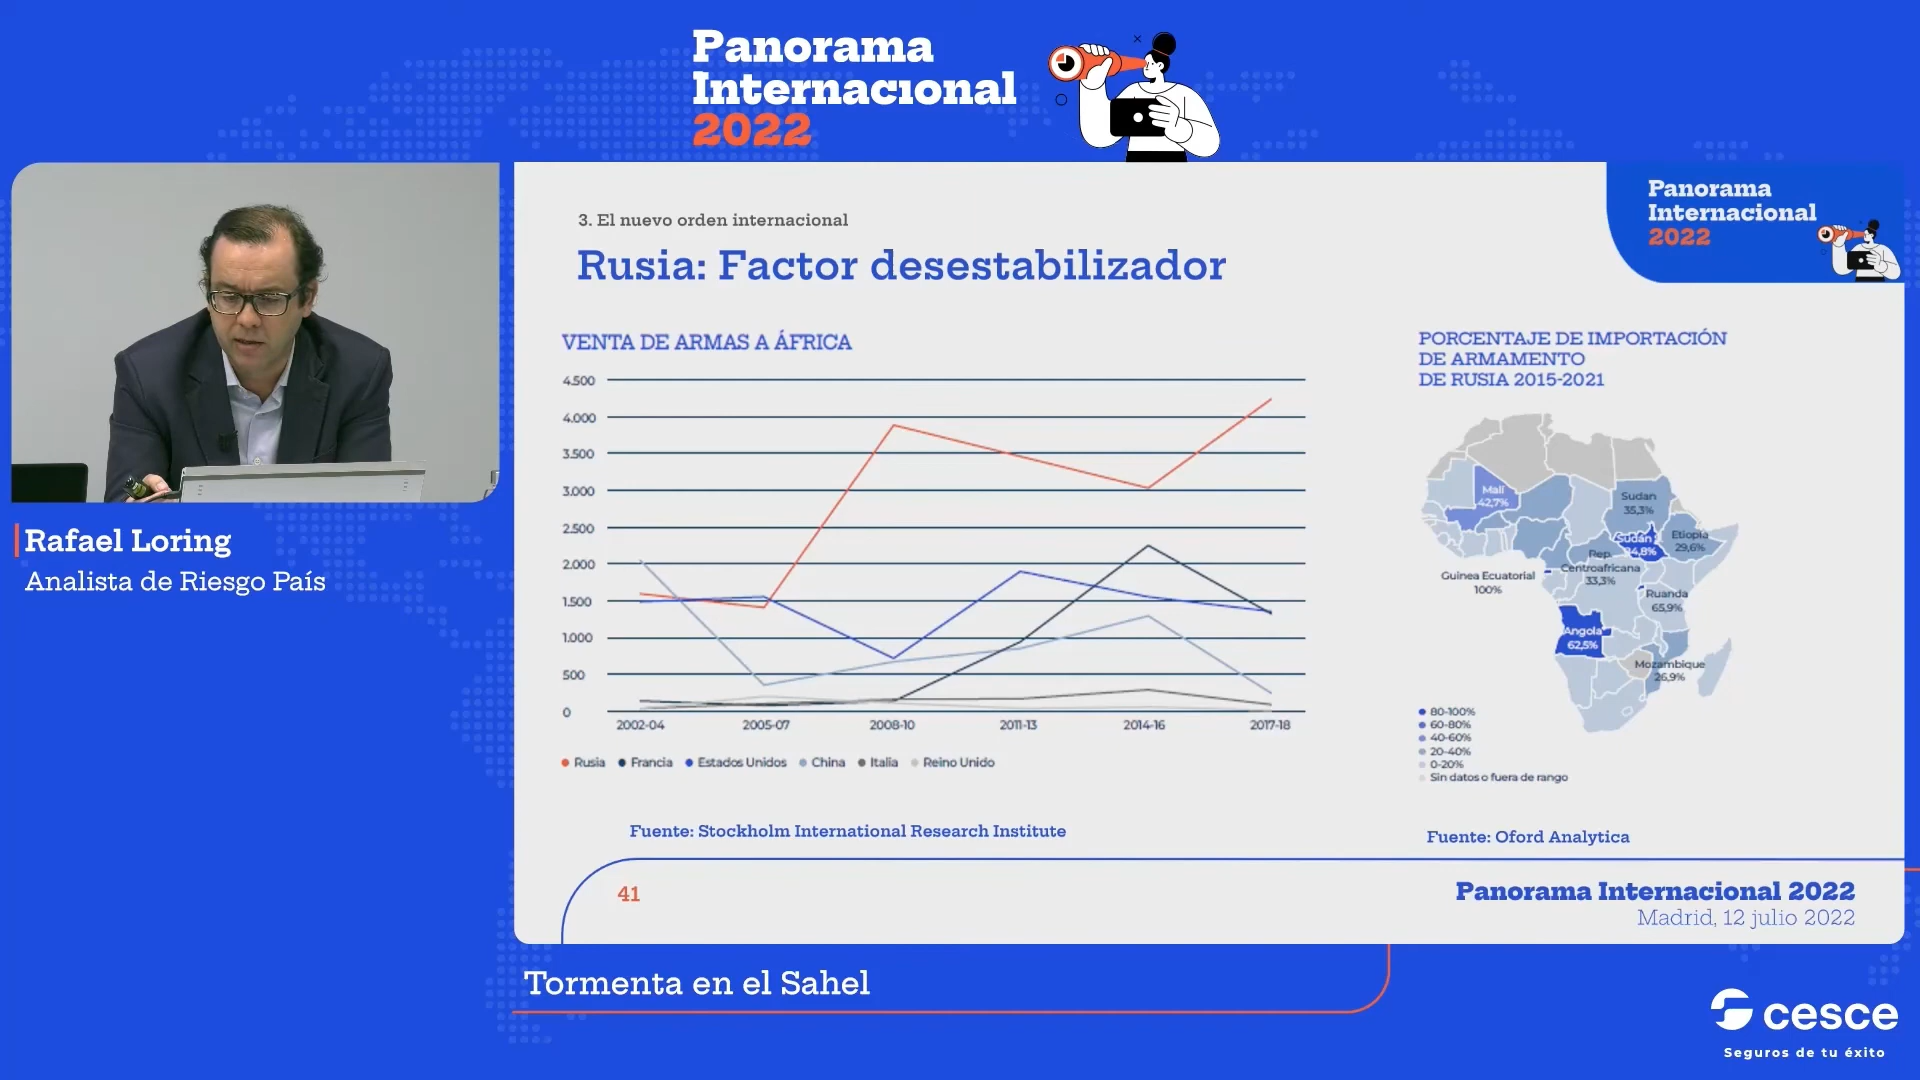 Panorama
Internacional
2022
Panorama
Internacional
2022
3. El nuevo orden internacional
Rusia: Factor desestabilizador
VENTA DE ARMAS A ÁFRICA
4.500
4.000
3.500
3.000
2.500
2.000
1.500
1.000
500
0
2002-04
2005-07
2008-10
2011-13
2014-16
2017-18
Rusia
Francia
Estados Unidos
China
Italia
Reino Unido
Fuente: Stockholm International Research Institute
PORCENTAJE DE IMPORTACIÓN
DE ARMAMENTO
DE RUSIA 2015-2021
Mali
42,7%
Sudan
35,3%
Sudán
Etiopía
29,6%
Rep.
Centroafricana
33,3%
Guinea Ecuatorial
100%
Ruanda
65,9%
Angola
62,5%
Mozambique
26,9%
80-100%
60-80%
40-60%
20-40%
0-20%
Sin datos o fuera de rango
Fuente: Oford Analytica
41
Panorama Internacional 2022
Madrid, 12 julio 2022
Rafael Loring
Analista de Riesgo País
Tormenta en el Sahel
cesce
Seguros de tu éxito